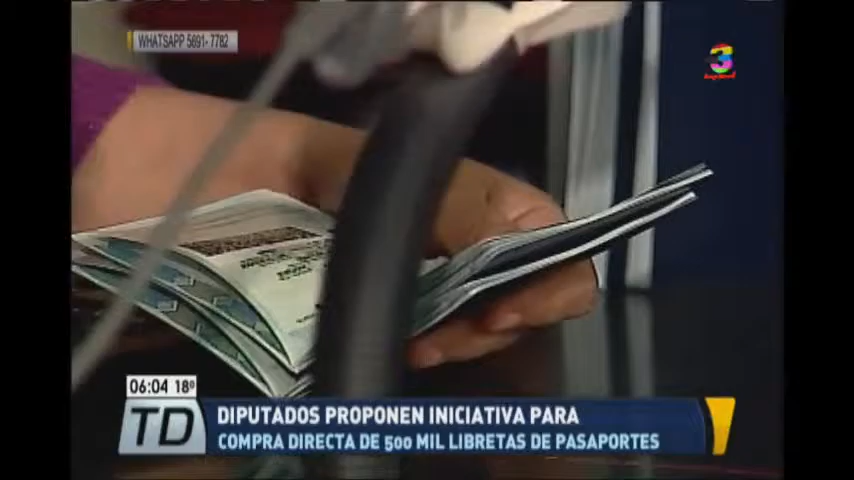 WHATSAPP 5691-7782
3
06:04 18º
TD
DIPUTADOS PROPONEN INICIATIVA PARA
COMPRA DIRECTA DE 500 MIL LIBRETAS DE PASAPORTES